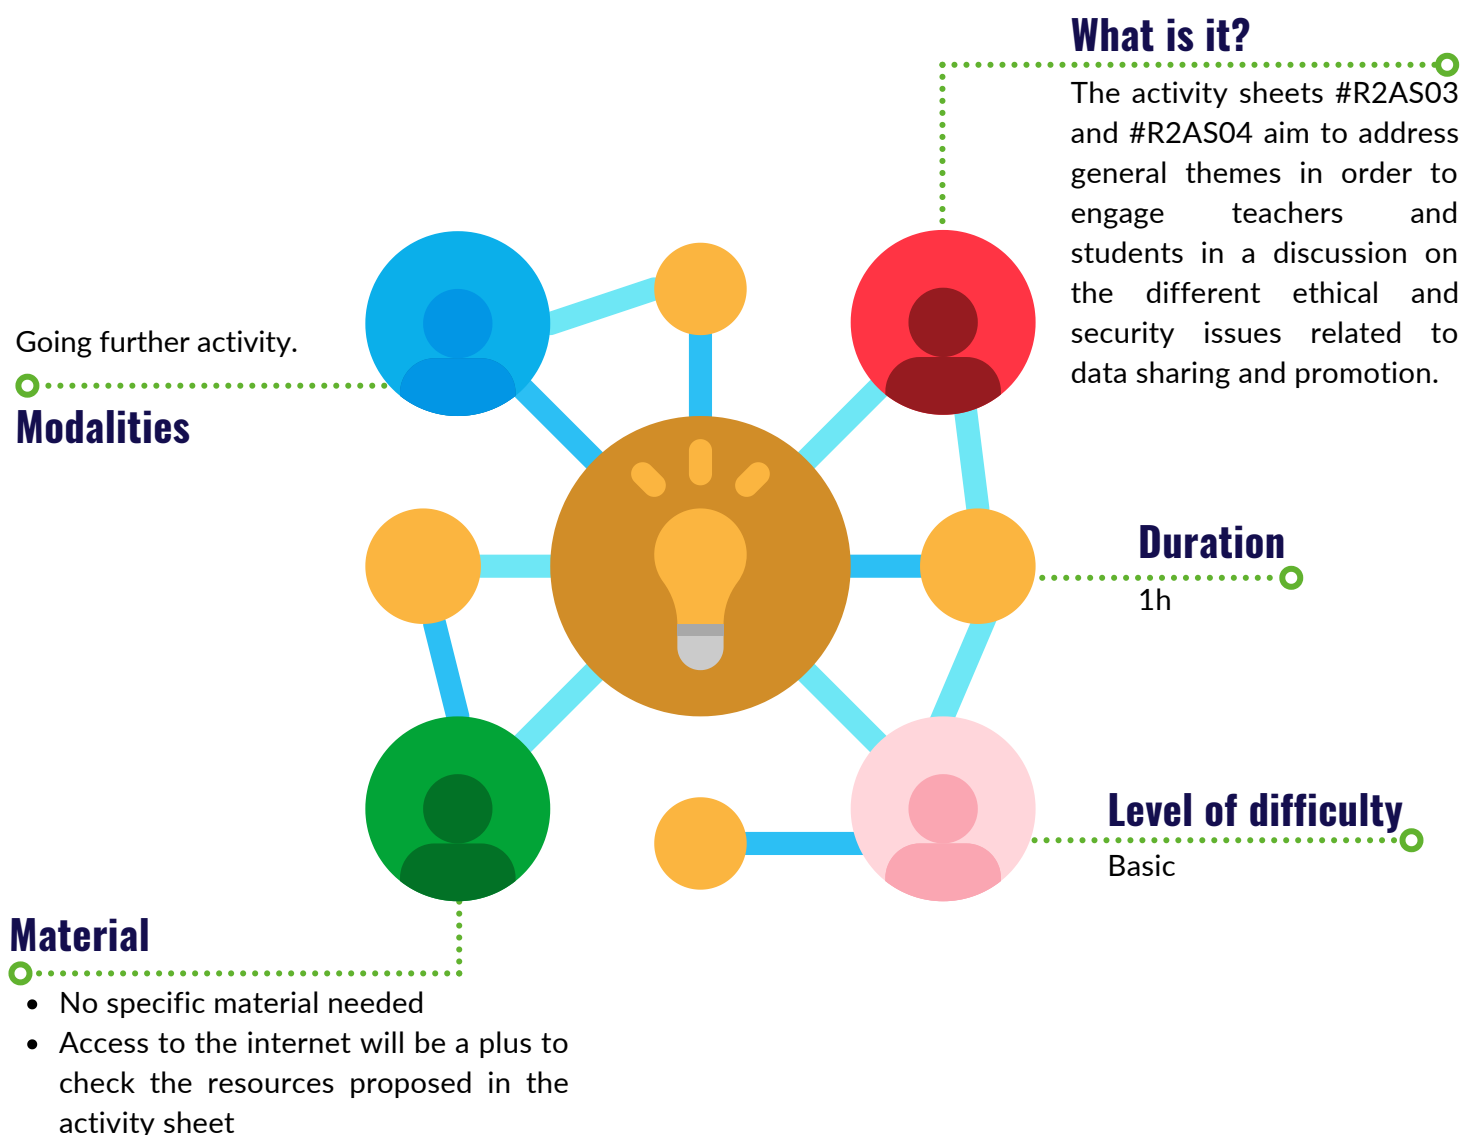 What is it?
The activity sheets #R2AS03
and #R2AS04 aim to address
general themes in order to
engage teachers and
students in a discussion on
the different ethical and
security issues related to
data sharing and promotion.
Going further activity.
Modalities
Duration
1h
Level of difficulty
Basic
Material
• No specific material needed
• Access to the internet will be a plus to
check the resources proposed in the
activity sheet